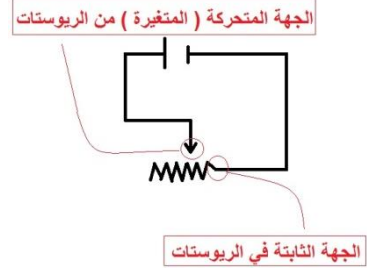 الجهة المتحركة ( المتغيرة ) من الريوستات
الجهة الثابتة في الريوستات